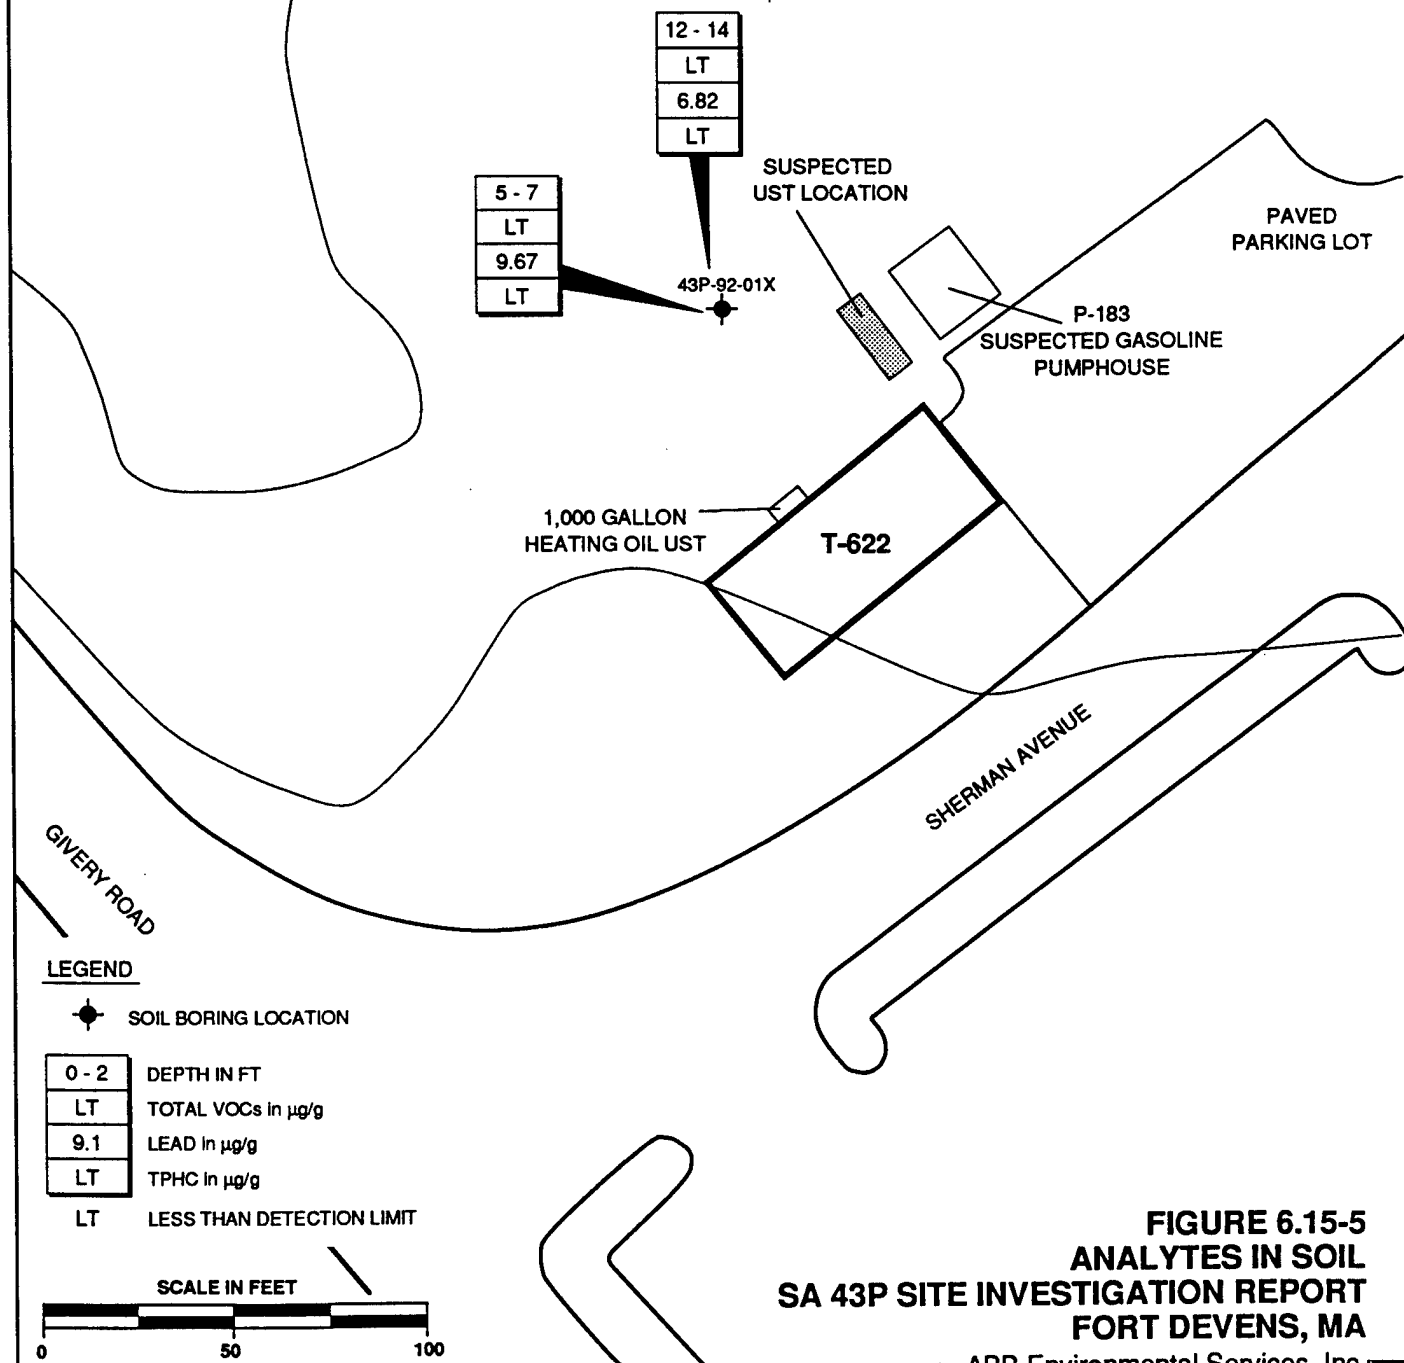 12 - 14
LT
6.82
LT
5 - 7
LT
9.67
LT
SUSPECTED
UST LOCATION
43P-92-01X
PAVED
PARKING LOT
P-183
SUSPECTED GASOLINE
PUMPHOUSE
1,000 GALLON
HEATING OIL UST
T-622
SHERMAN AVENUE
GIVERY ROAD
LEGEND
SOIL BORING LOCATION
0 - 2 DEPTH IN FT
LT TOTAL VOCs in µg/g
9.1 LEAD in µg/g
LT TPHC in µg/g
LT LESS THAN DETECTION LIMIT
SCALE IN FEET
0 50 100
FIGURE 6.15-5
ANALYTES IN SOIL
SA 43P SITE INVESTIGATION REPORT
FORT DEVENS, MA
Environmental Services, Inc